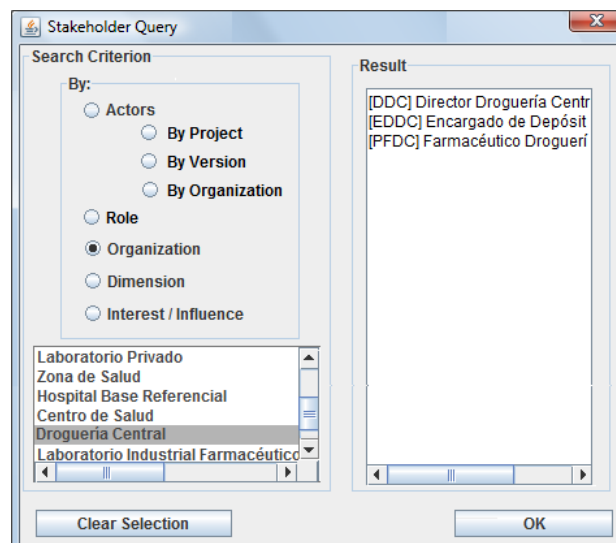 Stakeholder Query
Search Criterion
By:
Actors
By Project
By Version
By Organization
Role
Organization
Dimension
Interest / Influence
Laboratorio Privado
Zona de Salud
Hospital Base Referencial
Centro de Salud
Droguería Central
Laboratorio Industrial Farmacéutico
Clear Selection
Result
[DDC] Director Droguería Centr
[EDDC] Encargado de Depósit
[PFDC] Farmacéutico Droguerí
OK